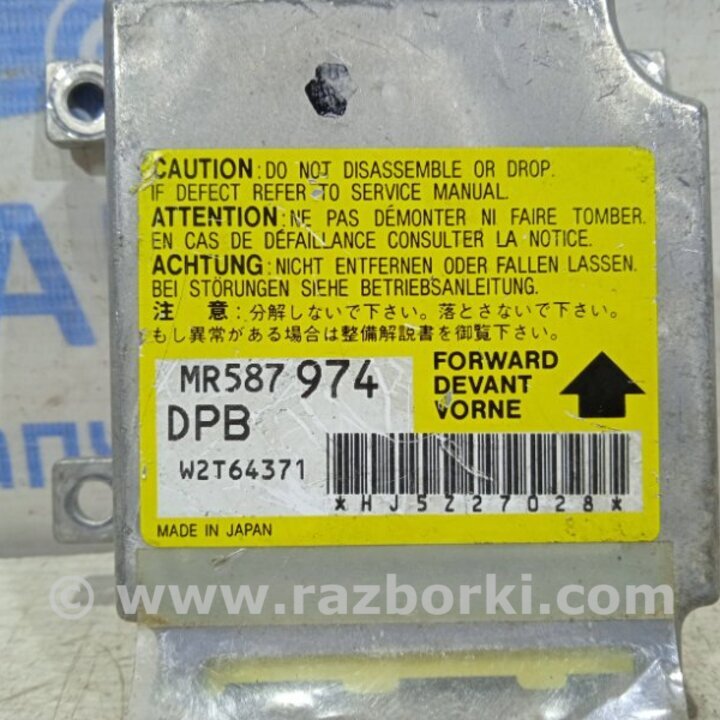 CAUTION: DO NOT DISASSEMBLE OR DROP.
IF DEFECT REFER TO SERVICE MANUAL.
ATTENTION: NE PAS DÉMONTER NI FAIRE TOMBER.
EN CAS DE DÉFAILLANCE CONSULTER LA NOTICE.
ACHTUNG: NICHT ENTFERNEN ODER FALLEN LASSEN.
BEI STÖRUNGEN SIEHE BETRIEBSANLEITUNG.
注 意：分解しないで下さい。落とさないで下さい。
もし異常がある場合は整備解説書を御覧下さい。
MR587 974
DPB
W2T64371
FORWARD
DEVANT
VORNE
*HJ5Z27028*
MADE IN JAPAN
© www.razborki.com